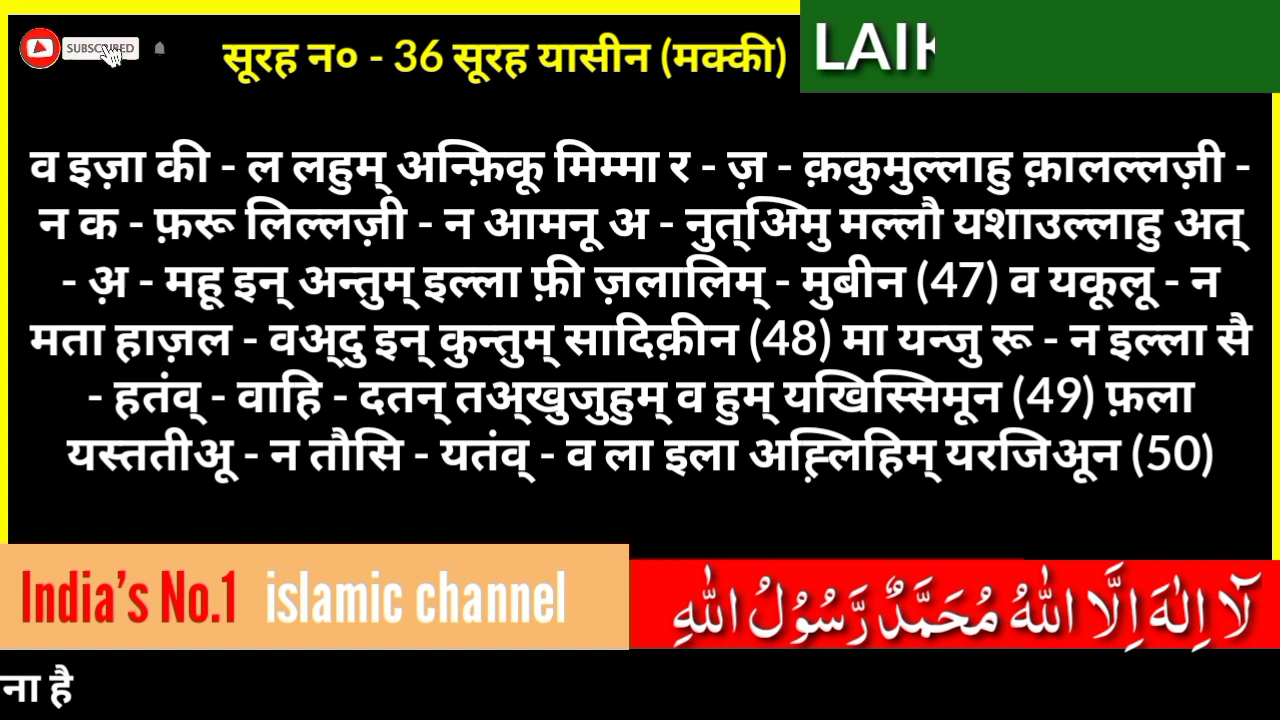 SUBSCRIBED
सूरह न० - 36 सूरह यासीन (मक्की)
LAIK
व इज़ा की - ल लहुम् अन्फ़िकू मिम्मा र - ज़ - क़कुमुल्लाहु क़ालल्लज़ी -
न क - फ़रू लिल्लज़ी - न आमनू अ - नुत्अिमु मल्लौ यशाउल्लाहु अत्
- अ़ - महू इन् अन्तुम् इल्ला फ़ी ज़लालिम् - मुबीन (47) व यकूलू - न
मता हाज़ल - वअ्दु इन् कुन्तुम् सादिक़ीन (48) मा यन्जु रू - न इल्ला सै
- हतंव् - वाहि - दतन् तअ्खुजुहुम् व हुम् यखिस्सिमून (49) फ़ला
यस्ततीअू - न तौसि - यतंव् - व ला इला अह़्लिहिम् यरजिअून (50)
India's No.1 islamic channel
لَآ اِلٰهَ اِلَّا اللهُ مُحَمَّدٌ رَّسُوْلُ اللهِ
ना है